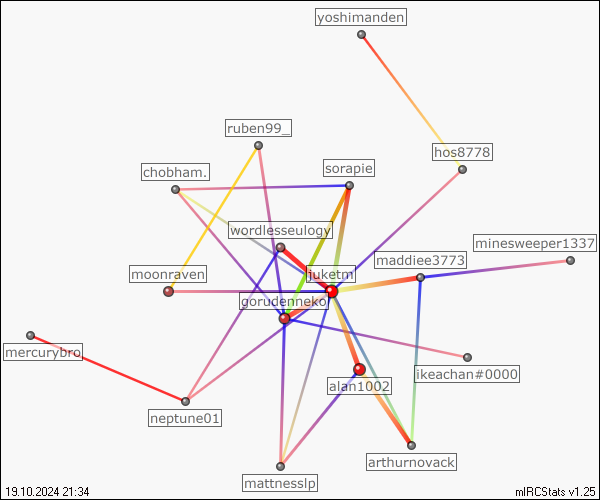 yoshimanden
ruben99_
hos8778
chobham.
sorapie
wordlesseulogy
minesweeper1337
maddiee3773
moonraven
juketm
gorudenneko
mercurybro.
ikeachan#0000
alan1002
neptune01
arthurnovack
mattnesslp
19.10.2024 21:34
mIRCStats v1.25